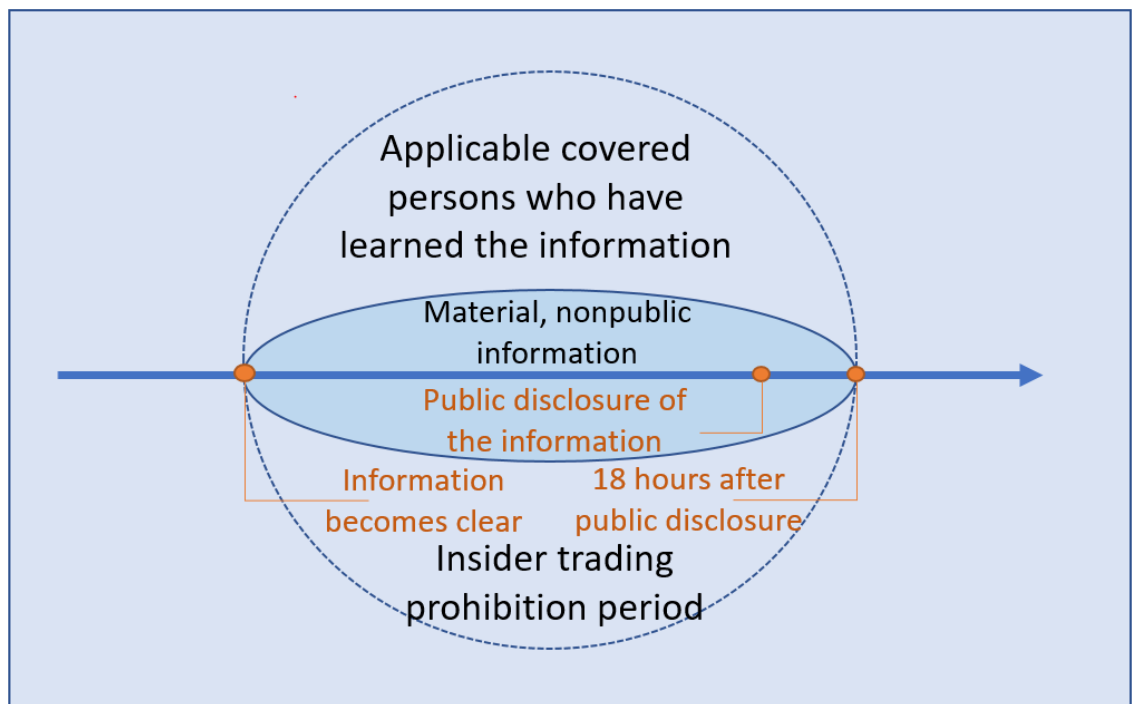 Applicable covered
persons who have
learned the information
Material, nonpublic
information
Public disclosure of
the information
Information
becomes clear
18 hours after
public disclosure
Insider trading
prohibition period